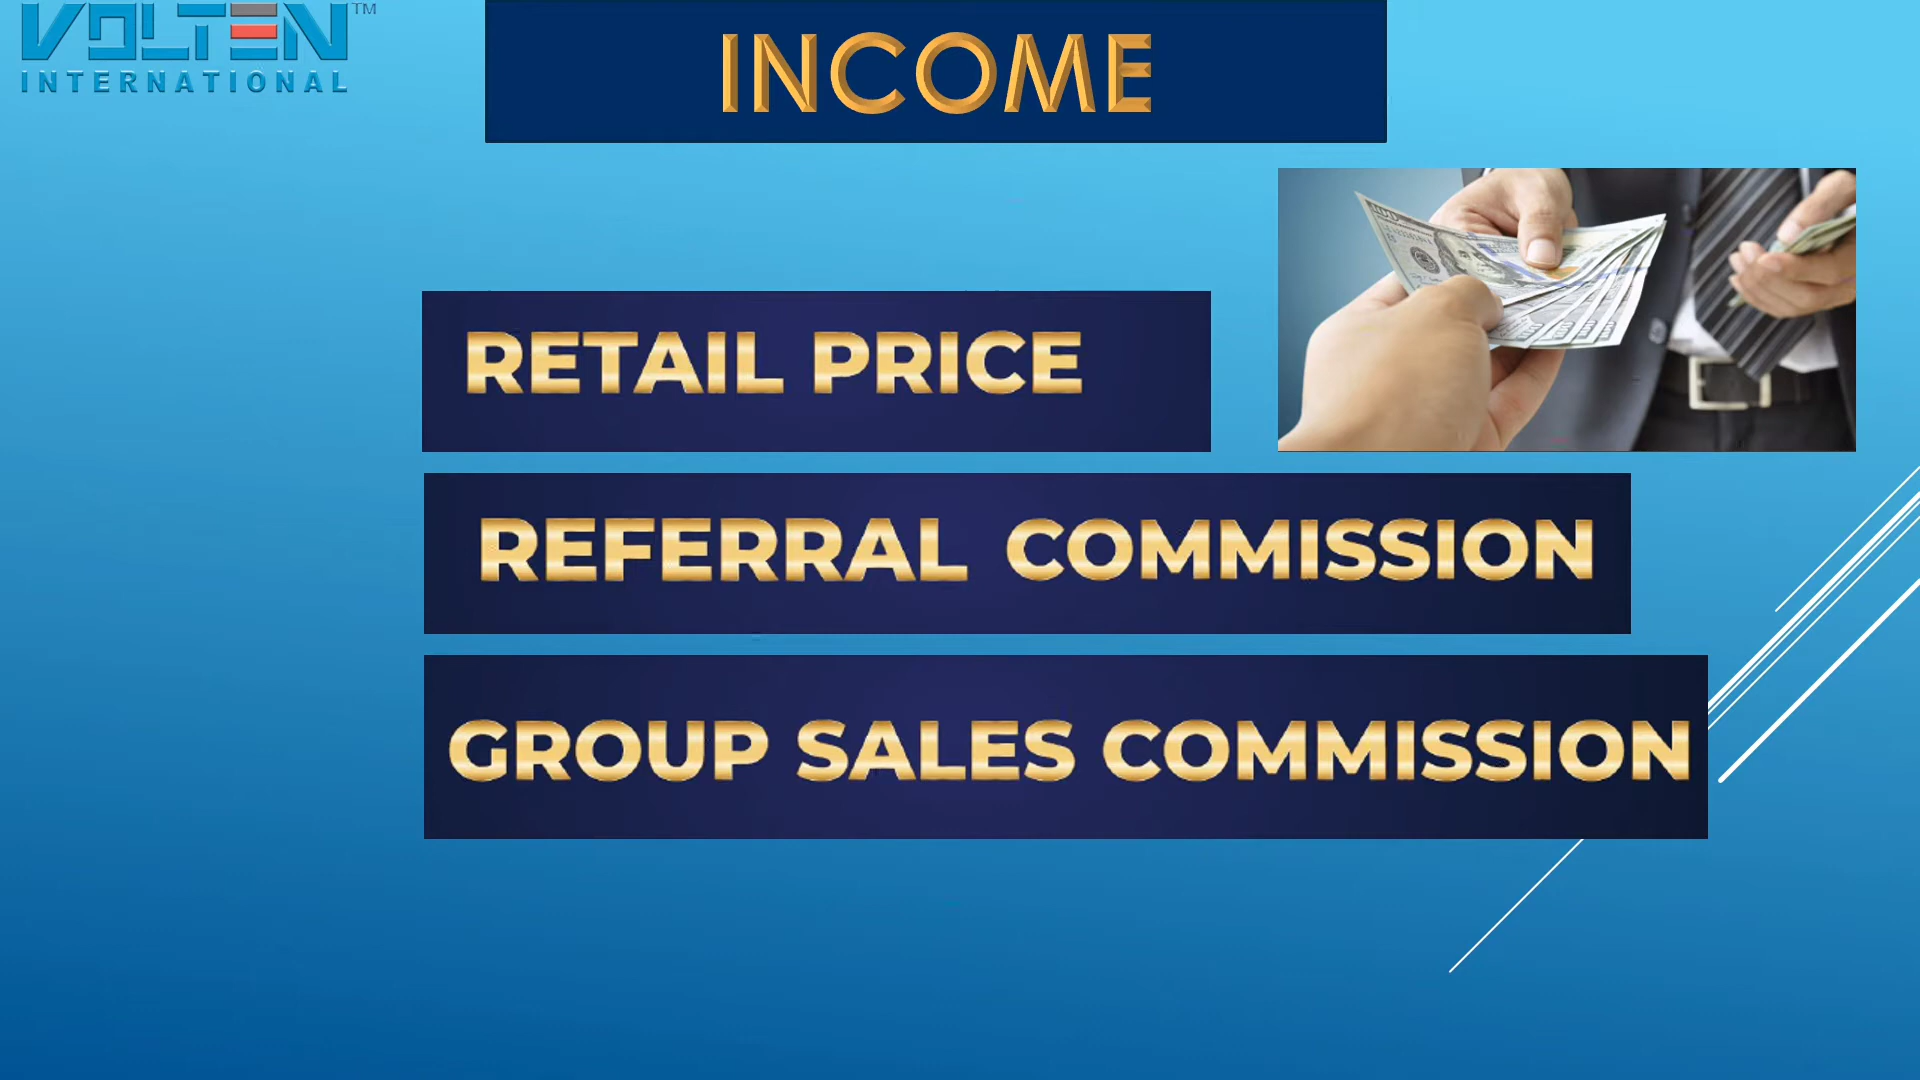 VOLTEN™
INTERNATIONAL
INCOME
RETAIL PRICE
REFERRAL COMMISSION
GROUP SALES COMMISSION